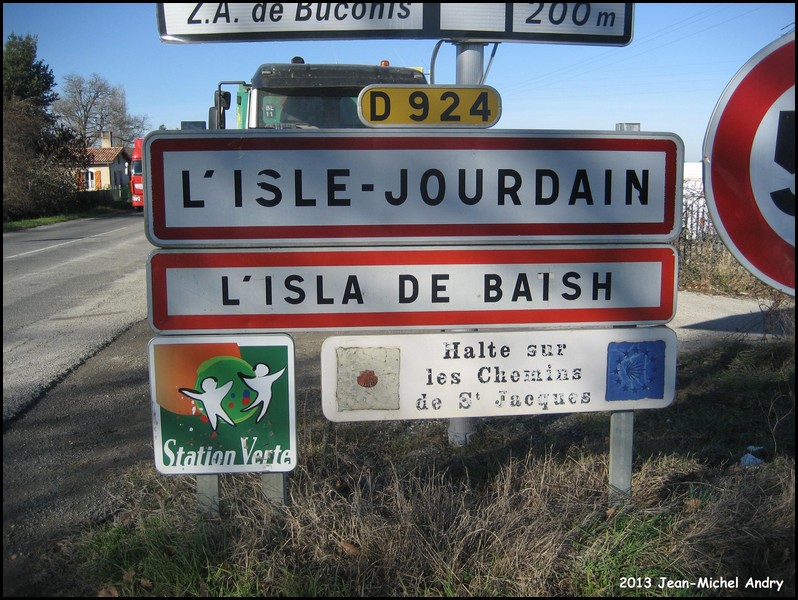 Z.A. de Buconis 200 m
D 924
L'ISLE-JOURDAIN
L'ISLA DE BAÏSH
Halte sur
les Chemins
de St Jacques
Station Verte
2013 Jean-Michel Andry